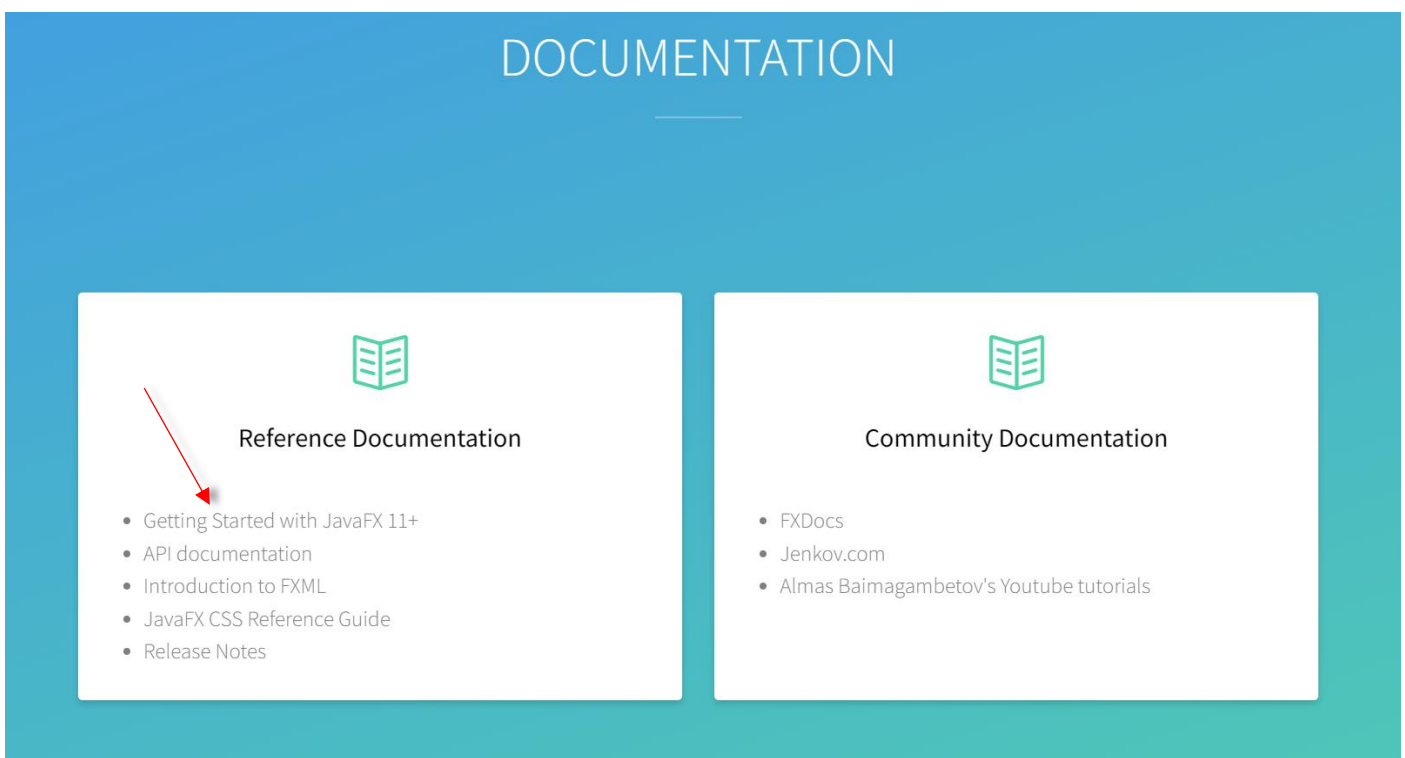 DOCUMENTATION
Reference Documentation
Getting Started with JavaFX 11+
API documentation
Introduction to FXML
JavaFX CSS Reference Guide
Release Notes
Community Documentation
FXDocs
Jenkov.com
Almas Baimagambetov's Youtube tutorials